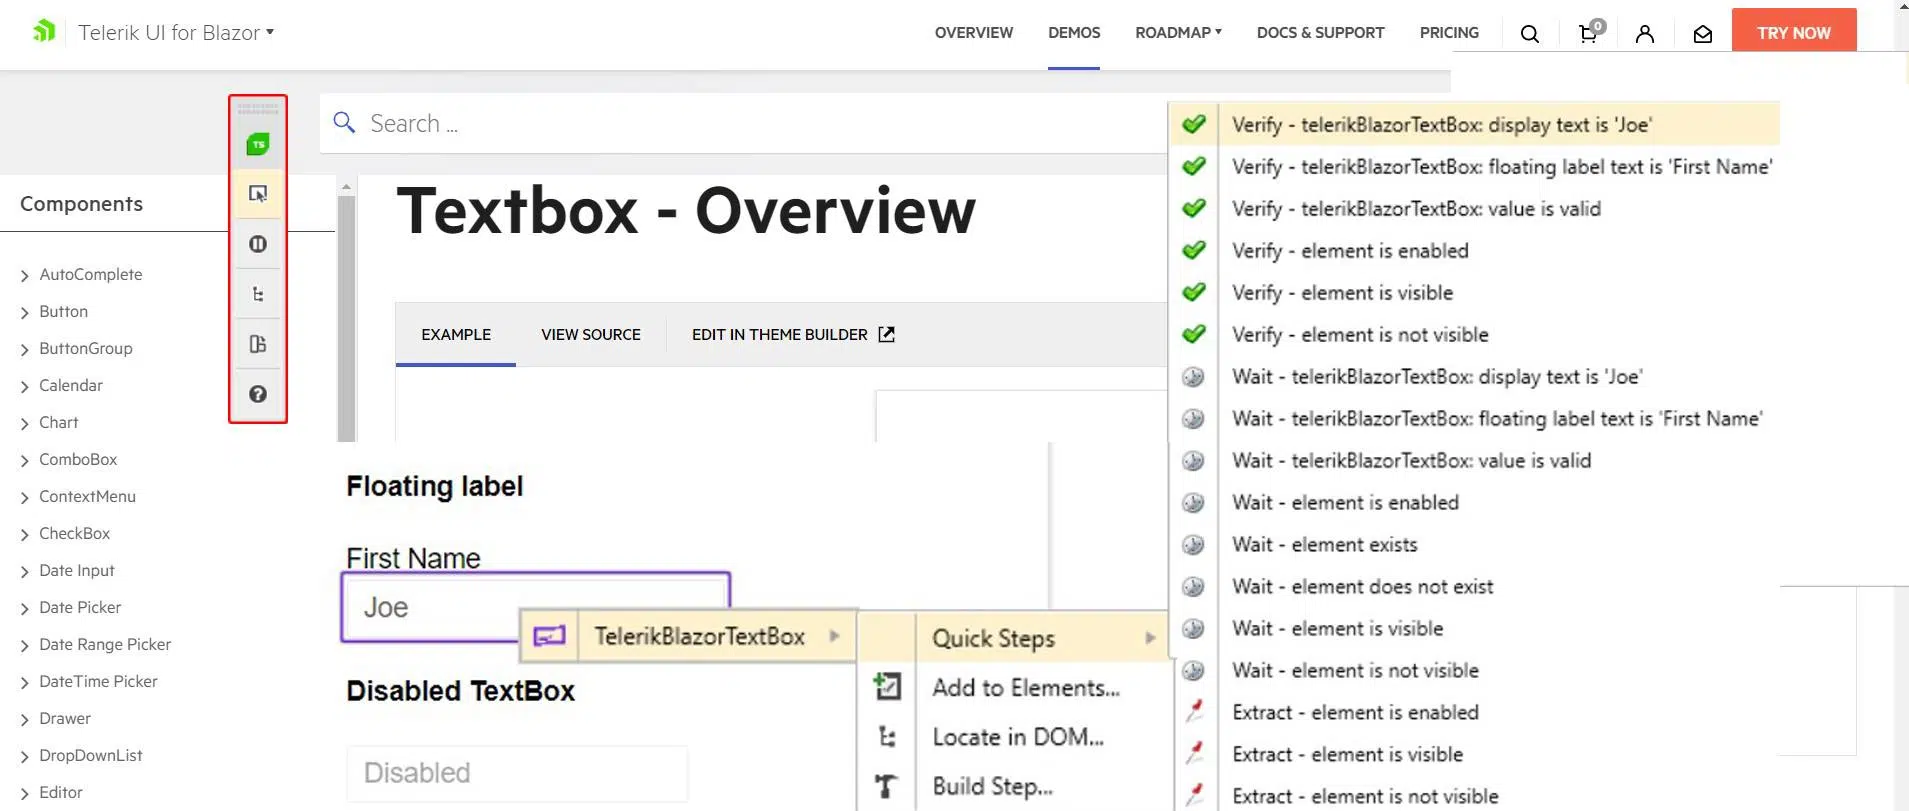 Telerik UI for Blazor
OVERVIEW
DEMOS
ROADMAP
DOCS & SUPPORT
PRICING
0
TRY NOW
TS
Search ...
Components
AutoComplete
Button
ButtonGroup
Calendar
Chart
ComboBox
ContextMenu
CheckBox
Date Input
Date Picker
Date Range Picker
DateTime Picker
Drawer
DropDownList
Editor
Textbox - Overview
EXAMPLE
VIEW SOURCE
EDIT IN THEME BUILDER
Floating label
First Name
Joe
Disabled TextBox
Disabled
TelerikBlazorTextBox
Quick Steps
Add to Elements...
Locate in DOM...
Build Step...
Verify - telerikBlazorTextBox: display text is 'Joe'
Verify - telerikBlazorTextBox: floating label text is 'First Name'
Verify - telerikBlazorTextBox: value is valid
Verify - element is enabled
Verify - element is visible
Verify - element is not visible
Wait - telerikBlazorTextBox: display text is 'Joe'
Wait - telerikBlazorTextBox: floating label text is 'First Name'
Wait - telerikBlazorTextBox: value is valid
Wait - element is enabled
Wait - element exists
Wait - element does not exist
Wait - element is visible
Wait - element is not visible
Extract - element is enabled
Extract - element is visible
Extract - element is not visible